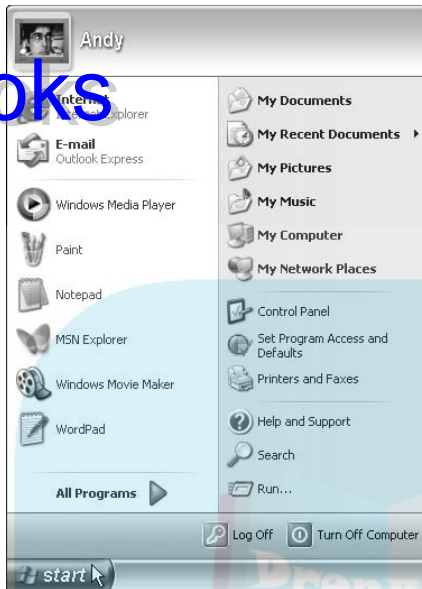 Andy
oks
Internet
Internet Explorer
E-mail
Outlook Express
Windows Media Player
Paint
Notepad
MSN Explorer
Windows Movie Maker
WordPad
All Programs
My Documents
My Recent Documents
My Pictures
My Music
My Computer
My Network Places
Control Panel
Set Program Access and
Defaults
Printers and Faxes
Help and Support
Search
Run...
Log Off
Turn Off Computer
start